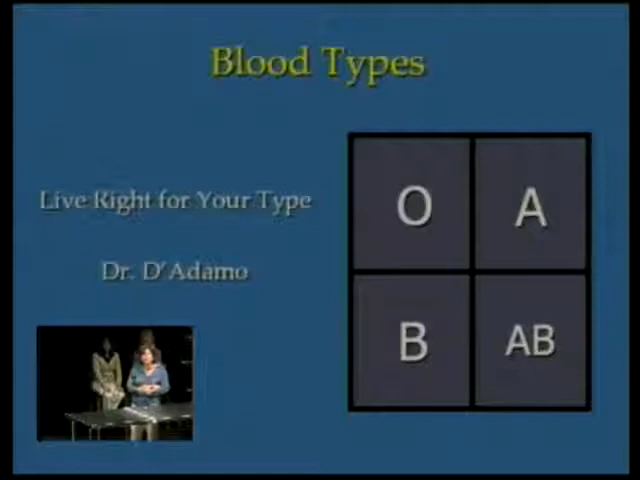 Blood Types
Live Right for Your Type
Dr. D'Adamo
O A
B AB